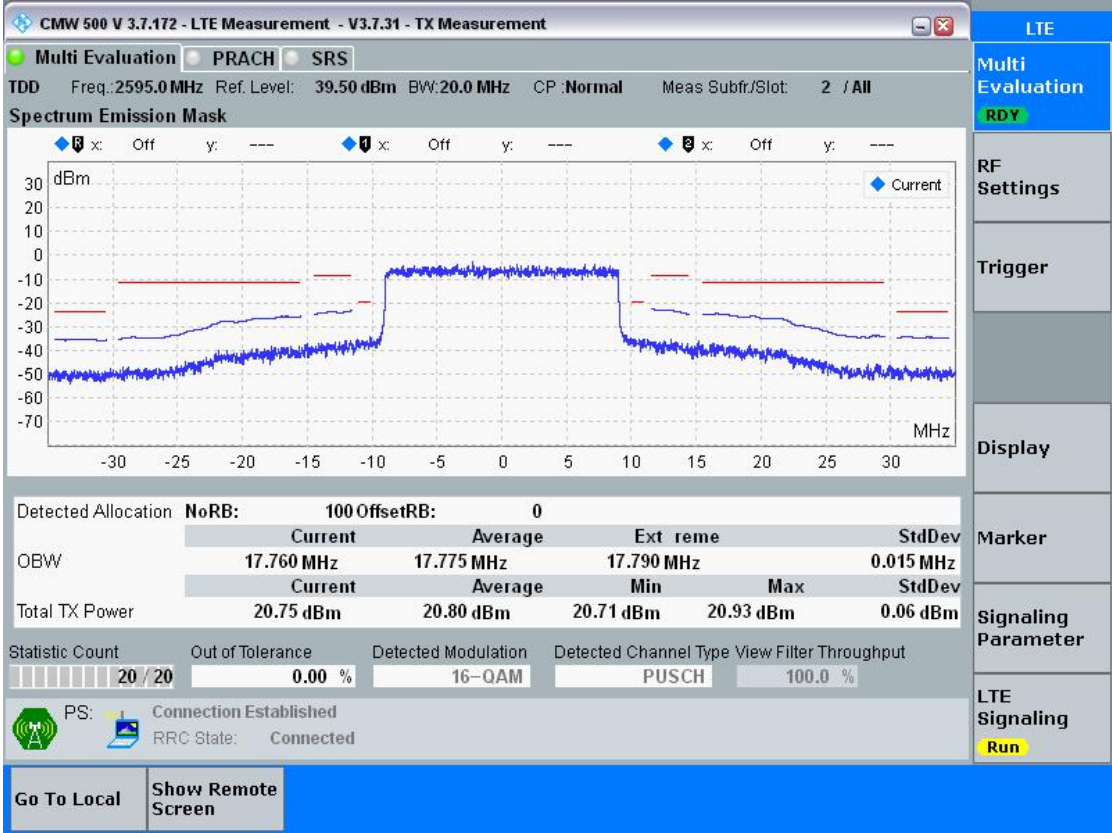 CMW 500 V 3.7.172 - LTE Measurement - V3.7.31 - TX Measurement
LTE
Multi Evaluation PRACH SRS
TDD Freq.:2595.0 MHz Ref. Level: 39.50 dBm BW:20.0 MHz CP :Normal Meas Subfr./Slot: 2 / All
Spectrum Emission Mask
R x: Off y: --- 1 x: Off y: --- 2 x: Off y: ---
dBm
Current
30
20
10
0
-10
-20
-30
-40
-50
-60
-70
MHz
-30 -25 -20 -15 -10 -5 0 5 10 15 20 25 30
Detected Allocation NoRB: 100 OffsetRB: 0
Current Average Ext reme StdDev
OBW 17.760 MHz 17.775 MHz 17.790 MHz 0.015 MHz
Current Average Min Max StdDev
Total TX Power 20.75 dBm 20.80 dBm 20.71 dBm 20.93 dBm 0.06 dBm
Statistic Count Out of Tolerance Detected Modulation Detected Channel Type View Filter Throughput
20 / 20 0.00 % 16-QAM PUSCH 100.0 %
PS: Connection Established
RRC State: Connected
Multi
Evaluation
RDY
RF
Settings
Trigger
Display
Marker
Signaling
Parameter
LTE
Signaling
Run
Go To Local
Show Remote
Screen